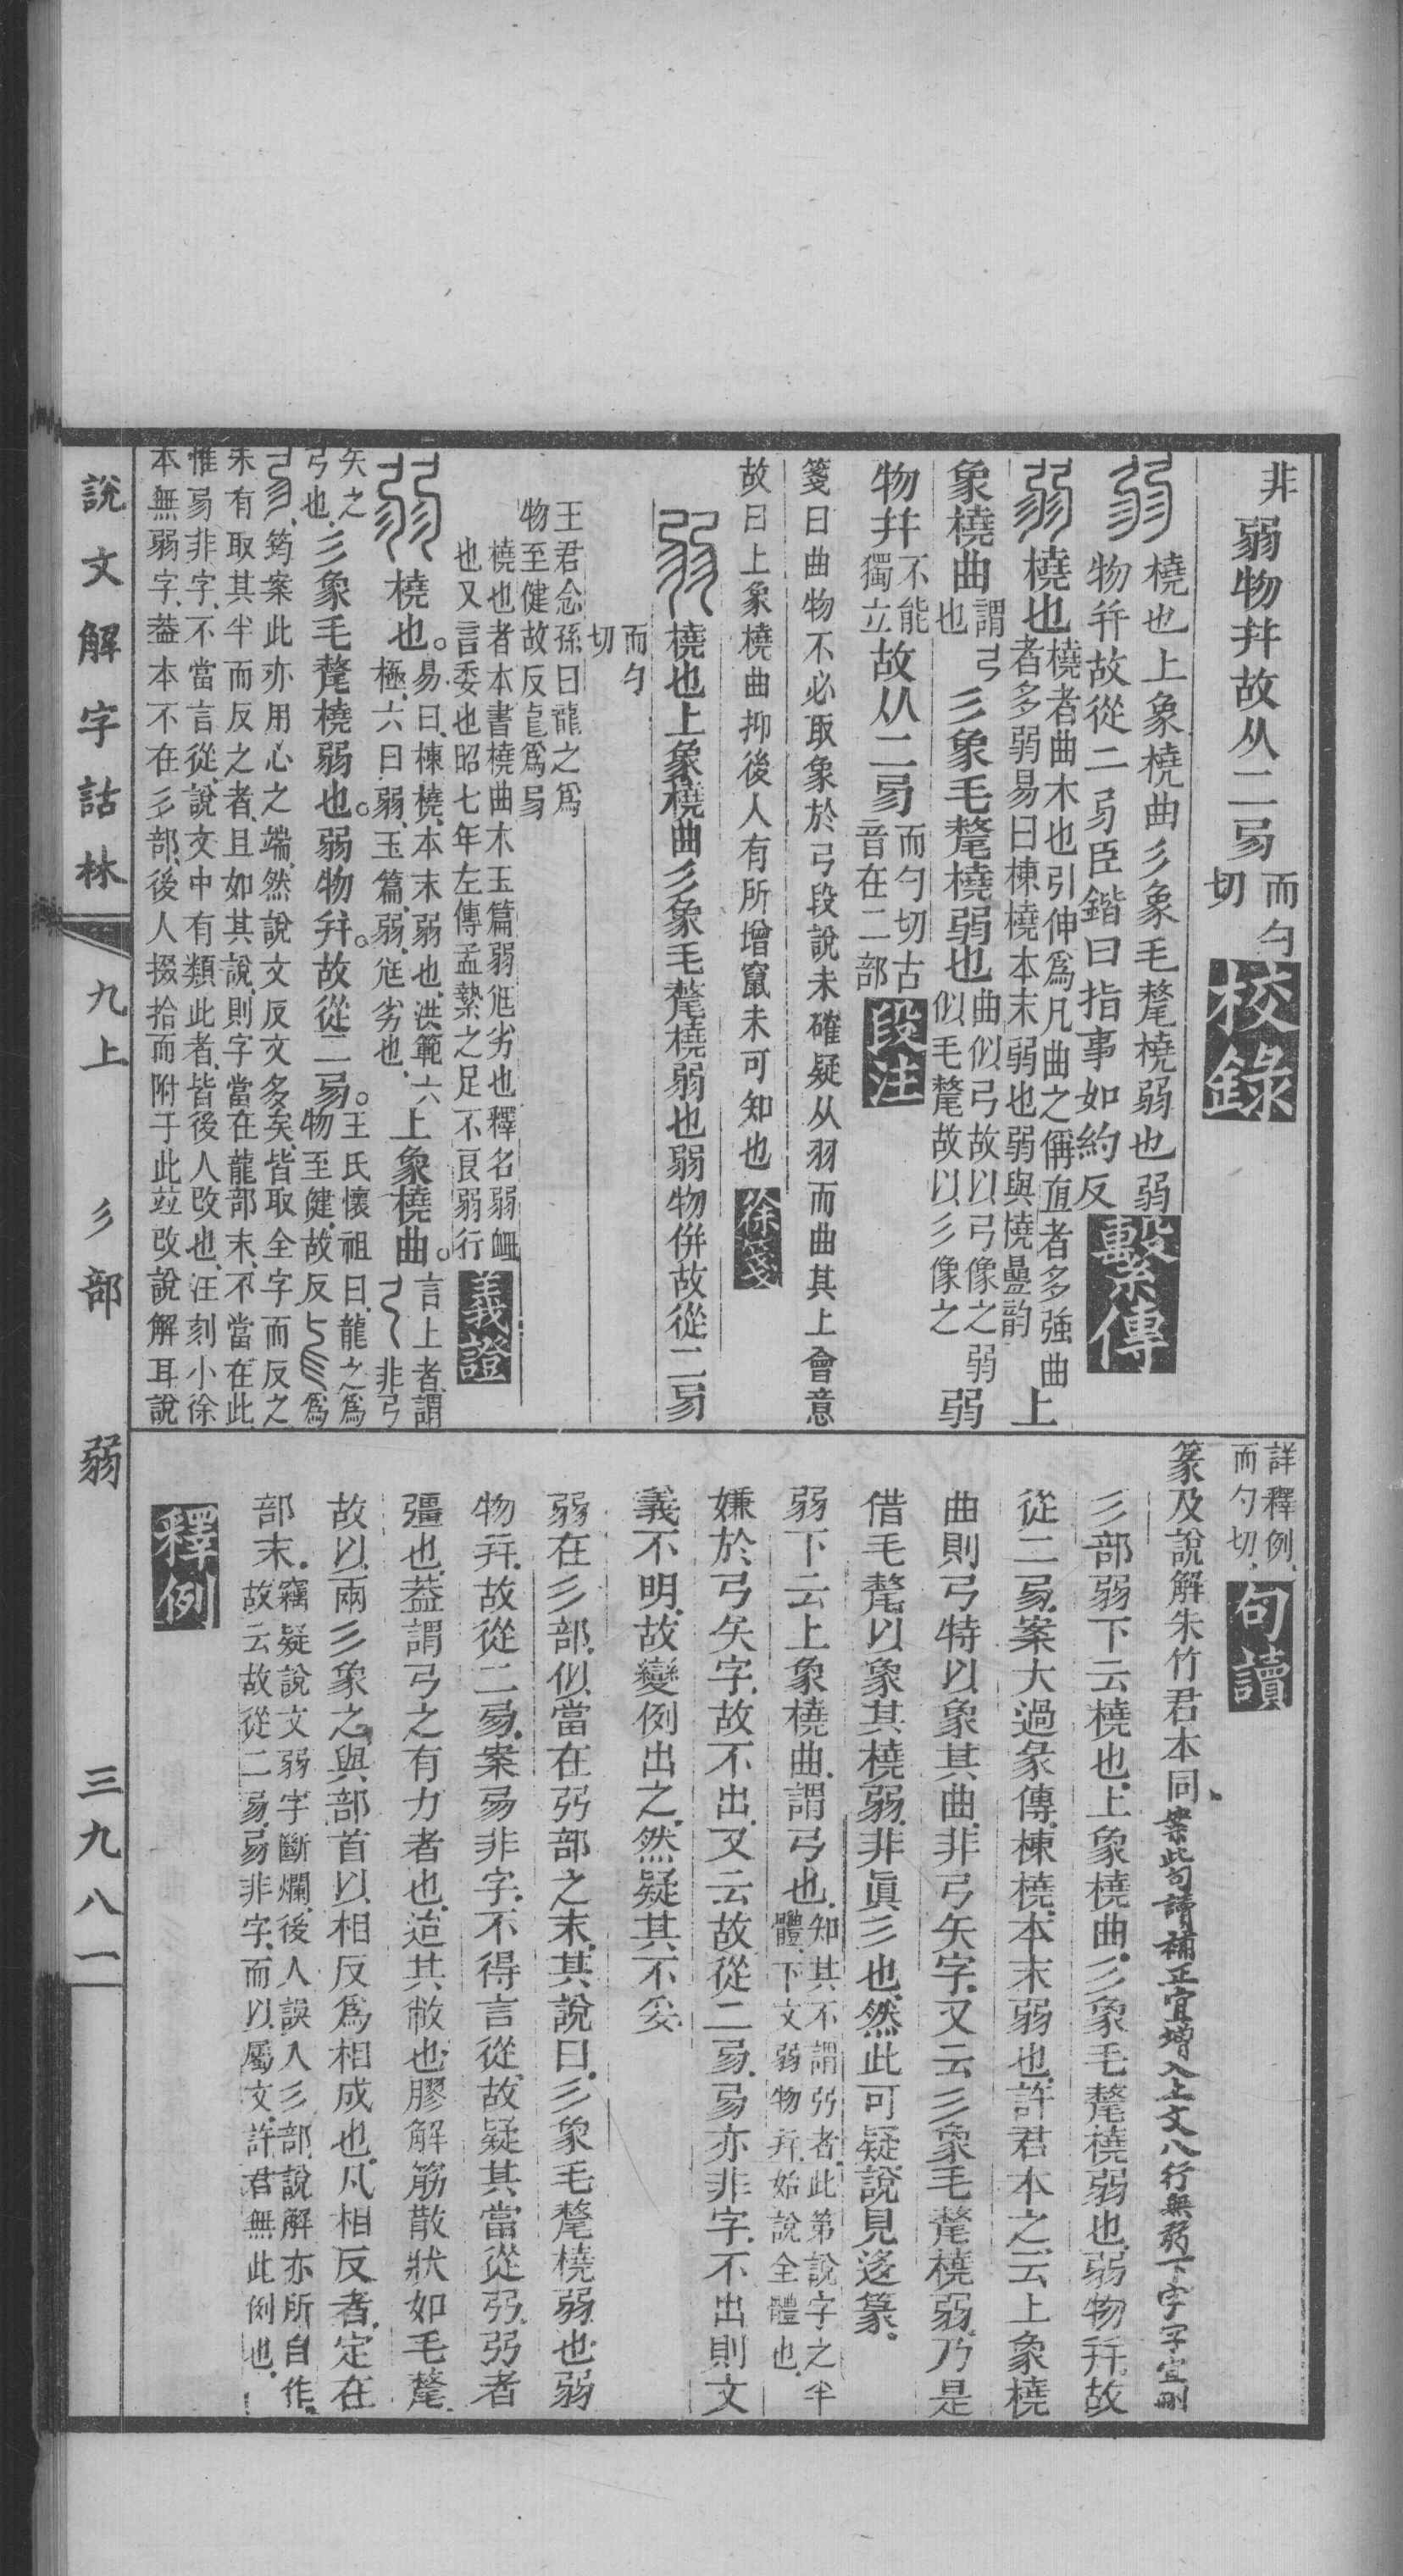 非弱物并故从二㢱而勺切校錄
橈也上象橈曲彡象毛氂橈弱也弱
物幷故從二㢱臣鍇曰指事如約反繫傳
弱橈也橈者曲木也引伸爲凡曲之偁直者多強曲者多弱易曰棟橈本末弱也弱與橈曡韵上
象橈曲謂弓也彡象毛氂橈弱也曲似弓故以弓像之弱似毛氂故以彡像之弱
物幷不能獨立故从二㢱而勺切古音在二部段注
箋曰曲物不必取象於弓段說未確疑从羽而曲其上會意
故曰上象橈曲抑後人有所增竄未可知也徐箋
弱橈也上象橈曲彡象毛氂橈弱也弱物倂故從二㢱
而勺切
王君念孫曰龍之爲物至健故反龍爲㢱
橈也者本書橈曲木玉篇弱尫劣也釋名弱衄也又言委也昭七年左傳孟縶之足不良弱行義證
弱橈也。易曰、棟橈、本末弱也、洪範六極、六曰弱、玉篇、弱、尫劣也、上象橈曲。言上者、謂非弓
矢之弓也、彡象毛氂橈弱也。弱物幷。故從二㢱。王氏懷祖曰、龍之爲物至健、故反爲
㢱、筠案此亦用心之端、然說文反文多矣、皆取全字而反之、
未有取其半而反之者、且如其說、則字當在龍部末、不當在此、
惟㢱非字、不當言從、說文中有類此者、皆後人改也、汪刻小徐
本無弱字、葢本不在彡部、後人掇拾而附于此竝改說解耳說
詳釋例、而勺切、句讀
篆及說解朱竹君本同、案此句讀補正宜增入上文八行無弱下字字宜刪
彡部弱下云橈也、上象橈曲、彡象毛氂橈弱也、弱物幷、故
從二㢱、案大過彖傳、棟橈、本末弱也、許君本之、云上象橈
曲則弓特以象其曲、非弓矢字、又云彡象毛氂橈弱、乃是
借毛氂以象其橈弱、非眞彡也、然此可疑、說見㣇篆、
弱下云上象橈曲、謂弓也、知其不謂弜者、此第說字之半體、下文弱物幷、始說全體也、
嫌於弓矢字、故不出、又云故從二㢱、㢱亦非字、不出則文
義不明、故變例出之、然疑其不妥、
弱在彡部、似當在弜部之末、其說曰、彡象毛氂橈弱也、弱
物幷、故從二㢱、案㢱非字、不得言從、故疑其當從弜、弜者
彊也、葢謂弓之有力者也、迨其敝也、膠解筋散、狀如毛氂、
故以兩彡象之、與部首以相反爲相成也、凡相反者、定在
部末、竊疑說文弱字斷爛、後人誤入彡部、說解亦所自作、故云故從二㢱、㢱非字、而以屬文、許君無此例也、
釋例
說文解字詁林 九上 彡部 弱 三九八一